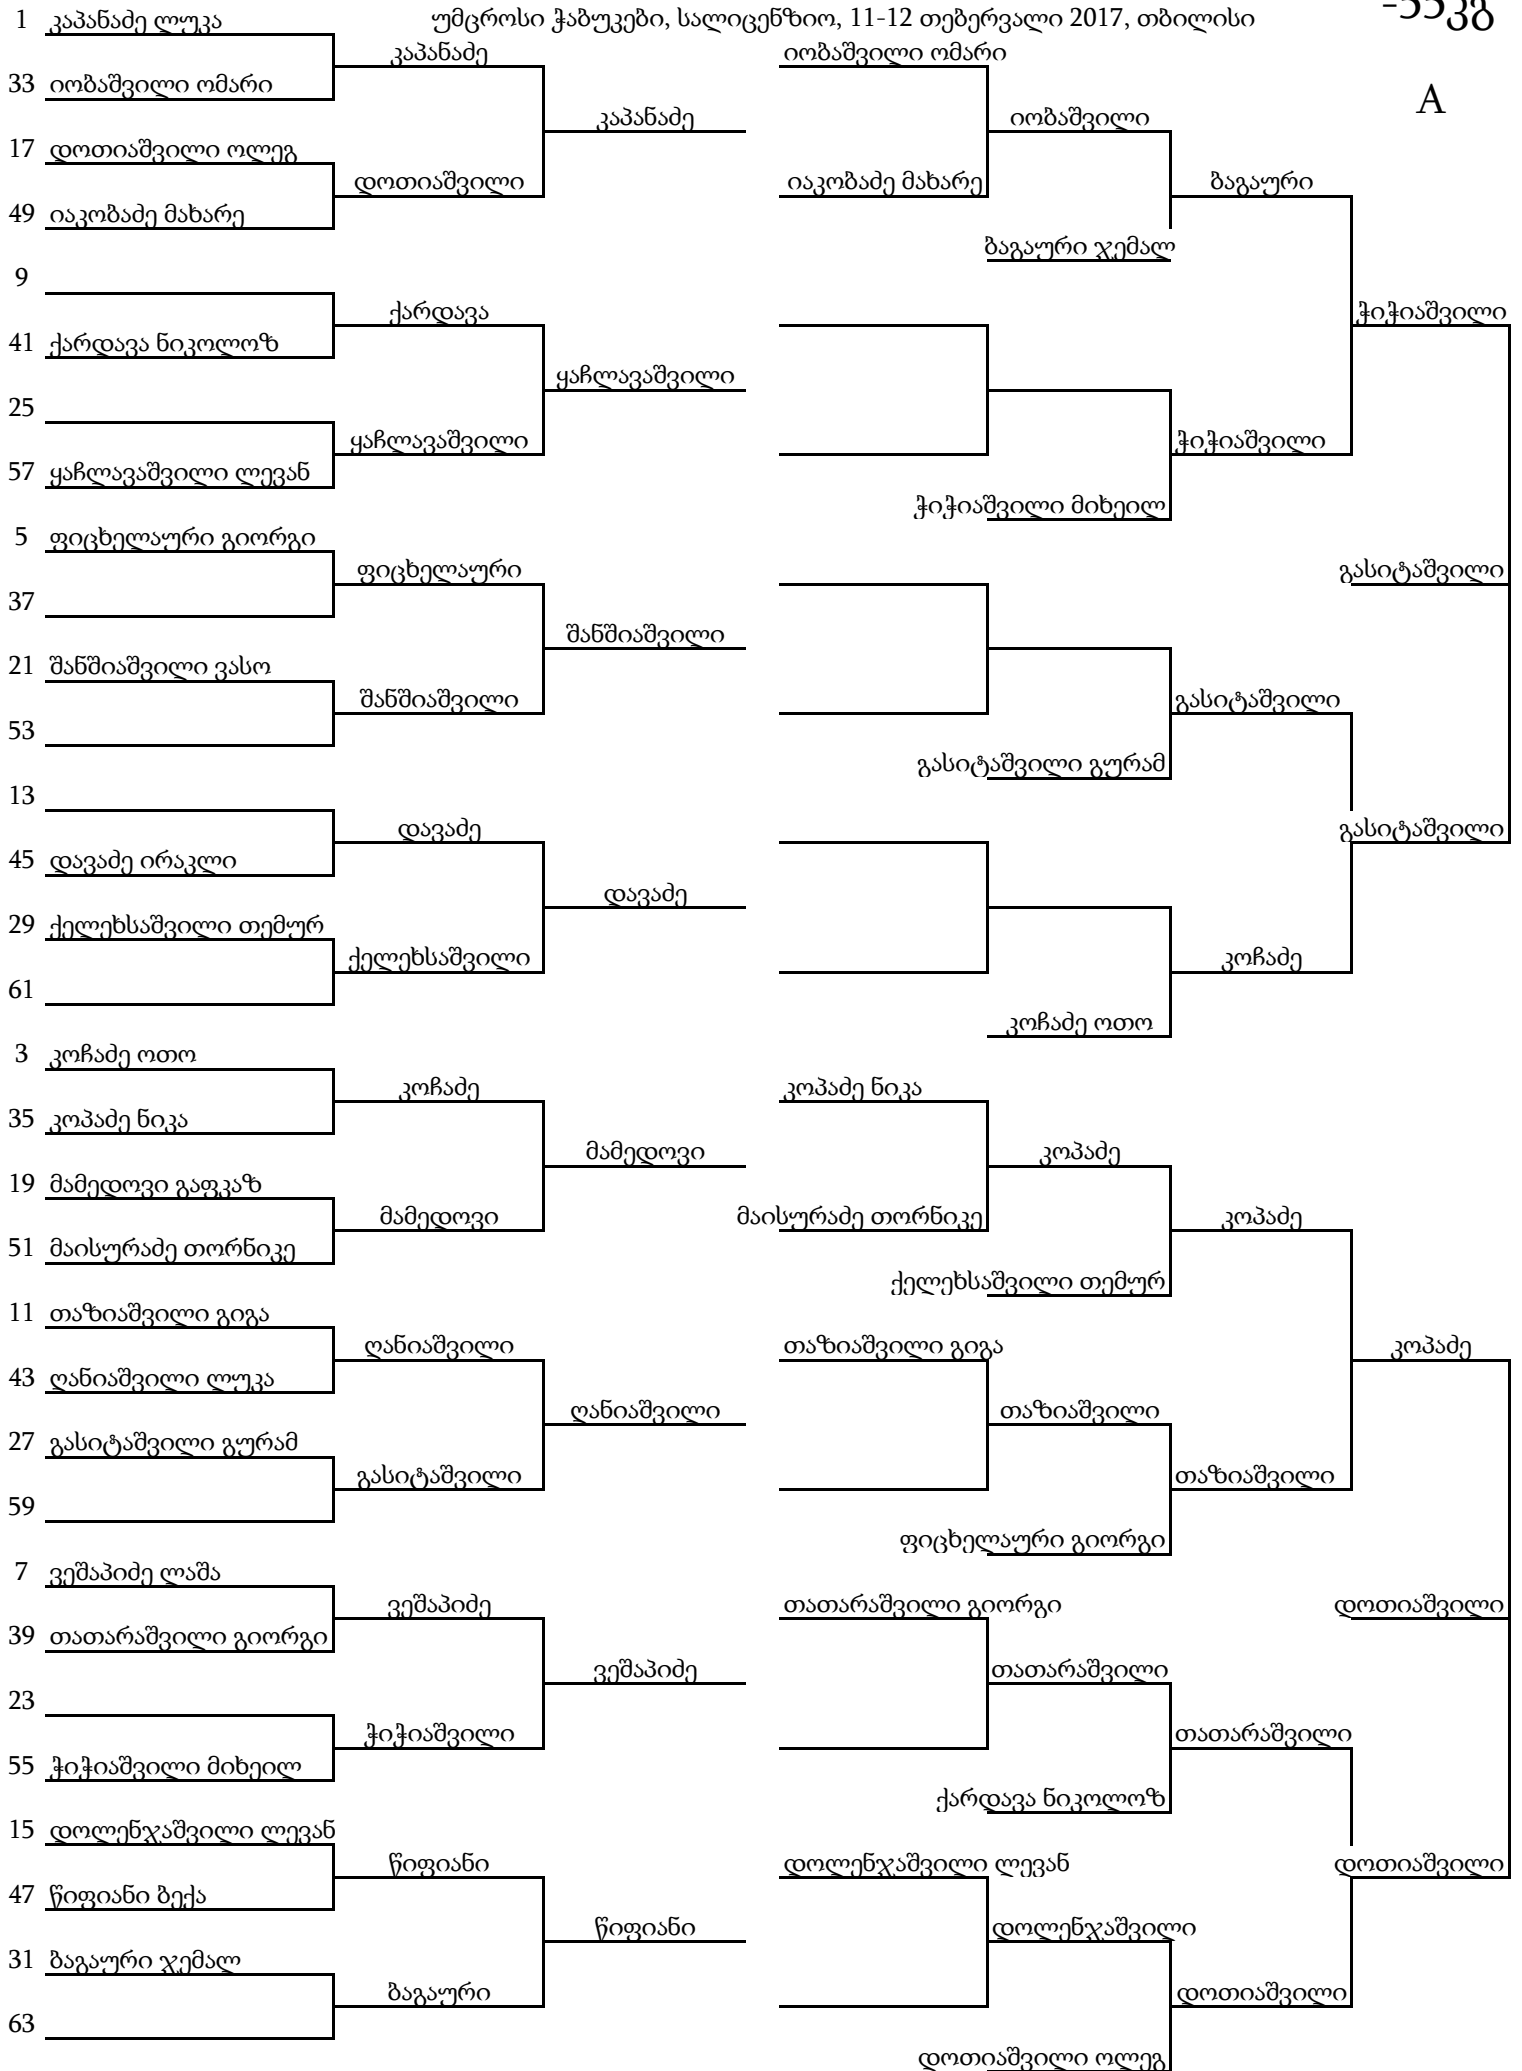 უმცროსი ჭაბუკები, სალიცენზიო, 11-12 თებერვალი 2017, თბილისი
-55კგ
A
1 კაპანაძე ლუკა
კაპანაძე
იობაშვილი ომარი
33 იობაშვილი ომარი
კაპანაძე
იობაშვილი
17 დოთიაშვილი ოლეგ
დოთიაშვილი
იაკობაძე მახარე
ბაგაური
49 იაკობაძე მახარე
ბაგაური ჯემალ
9
ქარდავა
ჭიჭიაშვილი
41 ქარდავა ნიკოლოზ
ყაჩლავაშვილი
25
ყაჩლავაშვილი
ჭიჭიაშვილი
57 ყაჩლავაშვილი ლევან
ჭიჭიაშვილი მიხეილ
5 ფიცხელაური გიორგი
ფიცხელაური
გასიტაშვილი
37
შანშიაშვილი
21 შანშიაშვილი ვასო
შანშიაშვილი
გასიტაშვილი
53
გასიტაშვილი გურამ
13
დავაძე
გასიტაშვილი
45 დავაძე ირაკლი
დავაძე
29 ქელეხსაშვილი თემურ
ქელეხსაშვილი
კოჩაძე
61
კოჩაძე ოთო
3 კოჩაძე ოთო
კოჩაძე
კოპაძე ნიკა
35 კოპაძე ნიკა
მამედოვი
კოპაძე
19 მამედოვი გაფკაზ
მამედოვი
მაისურაძე თორნიკე
კოპაძე
51 მაისურაძე თორნიკე
ქელეხსაშვილი თემურ
11 თაზიაშვილი გიგა
ღანიაშვილი
თაზიაშვილი გიგა
კოპაძე
43 ღანიაშვილი ლუკა
ღანიაშვილი
თაზიაშვილი
27 გასიტაშვილი გურამ
გასიტაშვილი
თაზიაშვილი
59
ფიცხელაური გიორგი
7 ვეშაპიძე ლაშა
ვეშაპიძე
თათარაშვილი გიორგი
დოთიაშვილი
39 თათარაშვილი გიორგი
ვეშაპიძე
თათარაშვილი
23
ჭიჭიაშვილი
თათარაშვილი
55 ჭიჭიაშვილი მიხეილ
ქარდავა ნიკოლოზ
15 დოლენჯაშვილი ლევან
წიფიანი
დოლენჯაშვილი ლევან
დოთიაშვილი
47 წიფიანი ბექა
წიფიანი
დოლენჯაშვილი
31 ბაგაური ჯემალ
ბაგაური
დოთიაშვილი
63
დოთიაშვილი ოლეგ